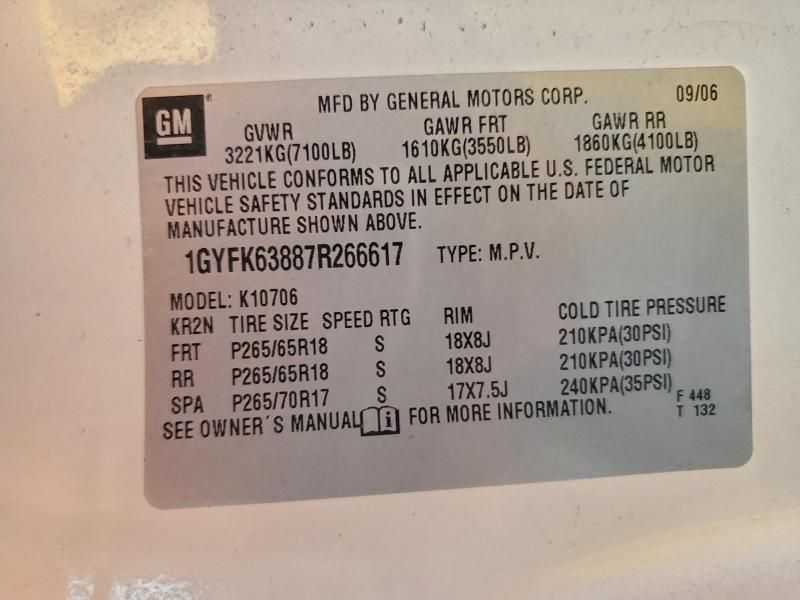 GM ® MFD BY GENERAL MOTORS CORP. 09/06
GVWR GAWR FRT GAWR RR
3221KG(7100LB) 1610KG(3550LB) 1860KG(4100LB)
THIS VEHICLE CONFORMS TO ALL APPLICABLE U.S. FEDERAL MOTOR
VEHICLE SAFETY STANDARDS IN EFFECT ON THE DATE OF
MANUFACTURE SHOWN ABOVE.
1GYFK63887R266617 TYPE: M.P.V.
MODEL: K10706
KR2N TIRE SIZE SPEED RTG RIM COLD TIRE PRESSURE
FRT P265/65R18 S 18X8J 210KPA(30PSI)
RR P265/65R18 S 18X8J 210KPA(30PSI)
SPA P265/70R17 S 17X7.5J 240KPA(35PSI) F 448
SEE OWNER´S MANUAL i FOR MORE INFORMATION. T 132